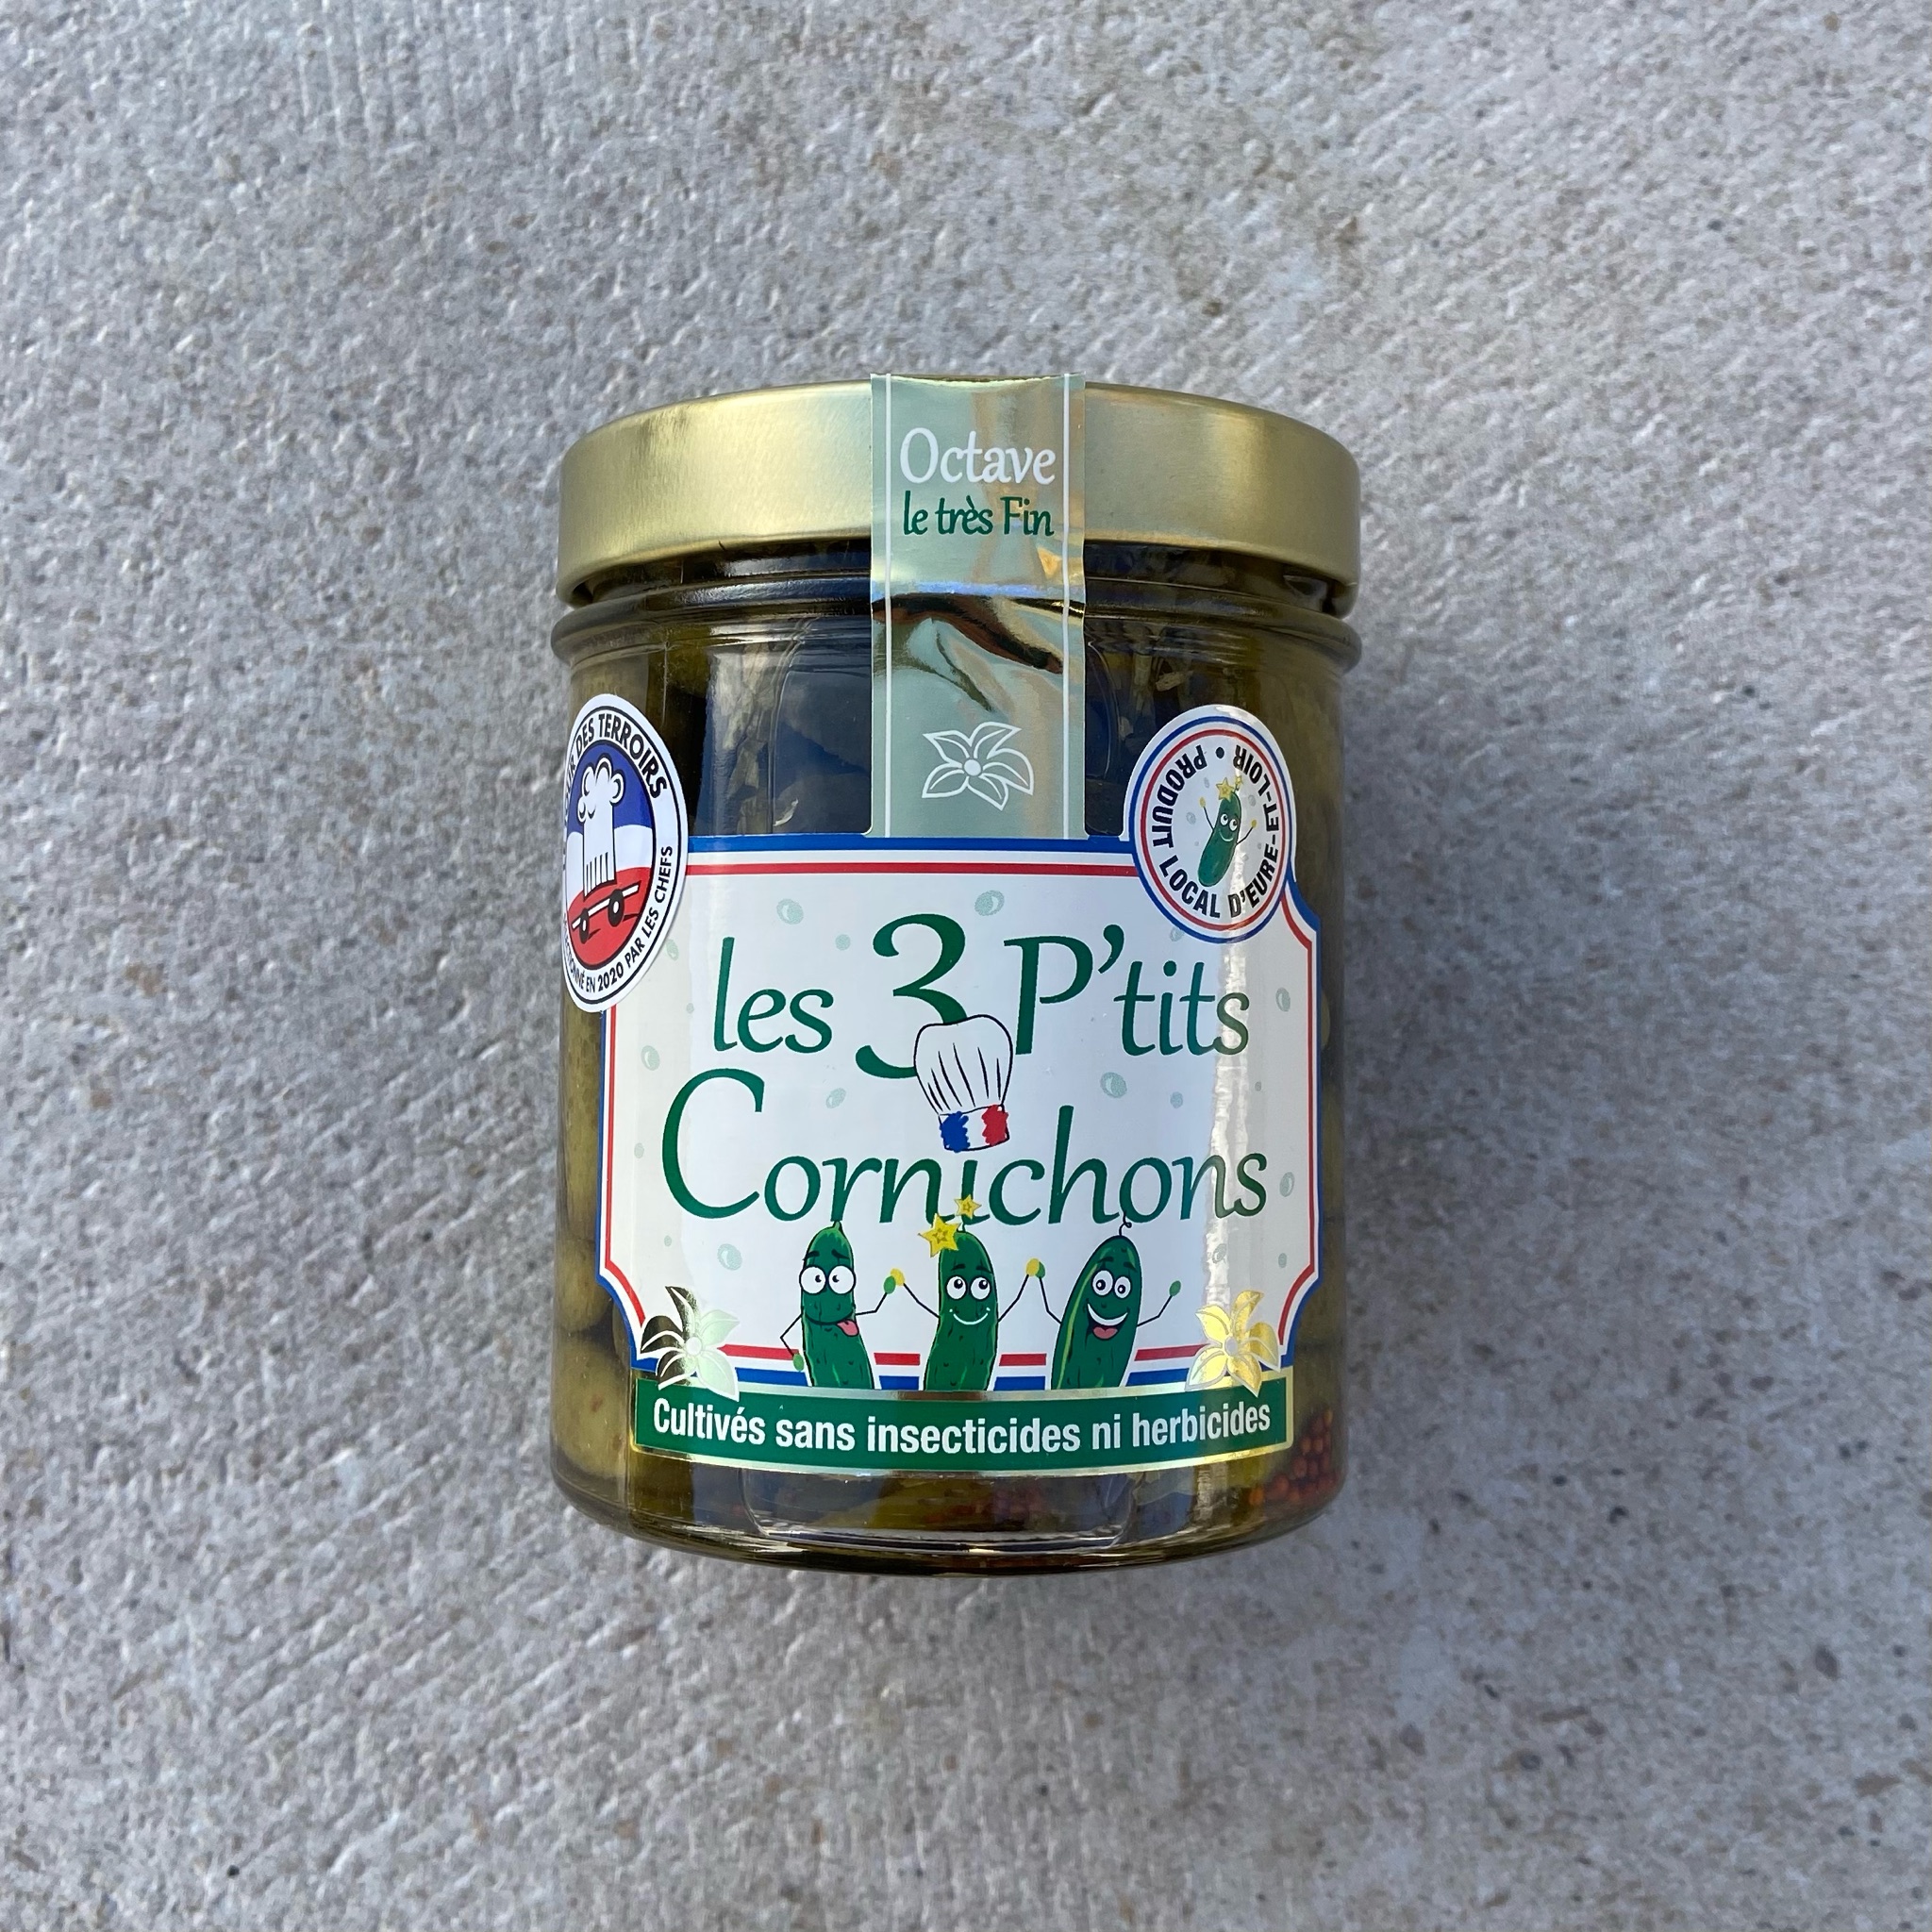 Octave
le très Fin
DES TERROIRS
EN 2020 PAR LES CHEFS
PRODUIT LOCAL D'EURE-ET-LOIR •
les 3 P'tits
Cornichons
Cultivés sans insecticides ni herbicides